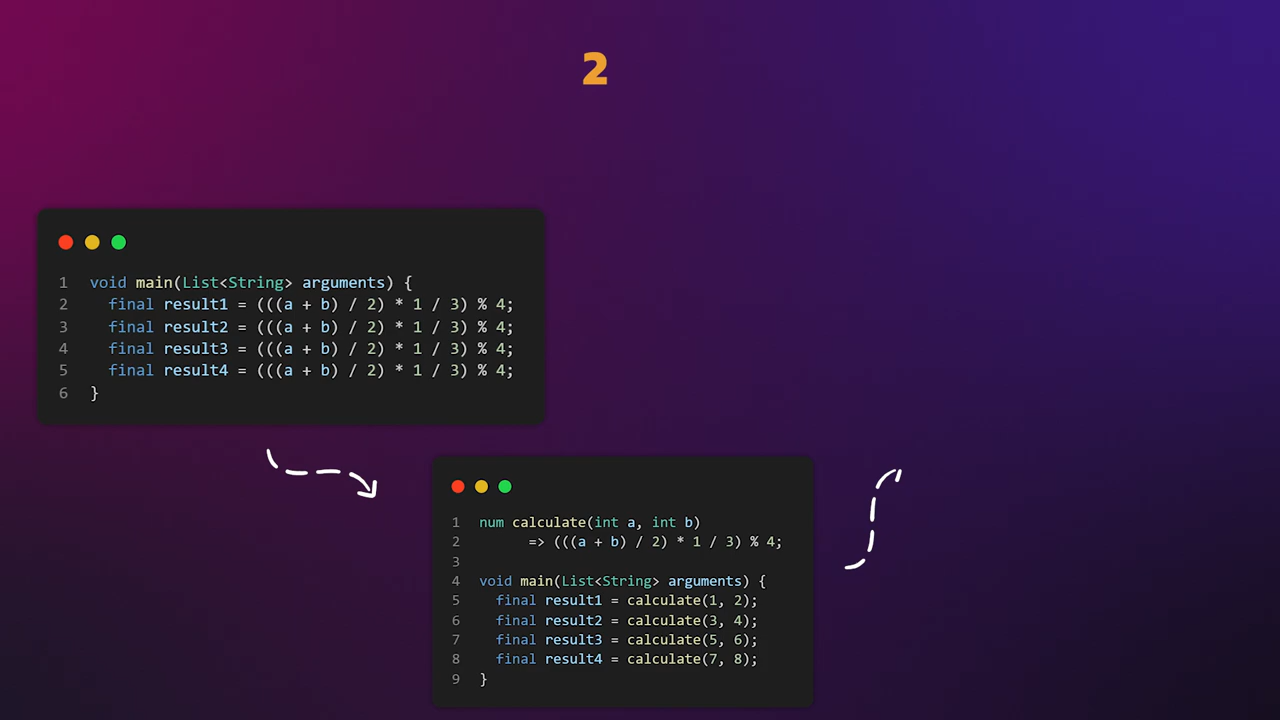 2
1 void main(List<String> arguments) {
2   final result1 = (((a + b) / 2) * 1 / 3) % 4;
3   final result2 = (((a + b) / 2) * 1 / 3) % 4;
4   final result3 = (((a + b) / 2) * 1 / 3) % 4;
5   final result4 = (((a + b) / 2) * 1 / 3) % 4;
6 }
1 num calculate(int a, int b)
2       => (((a + b) / 2) * 1 / 3) % 4;
3
4 void main(List<String> arguments) {
5   final result1 = calculate(1, 2);
6   final result2 = calculate(3, 4);
7   final result3 = calculate(5, 6);
8   final result4 = calculate(7, 8);
9 }